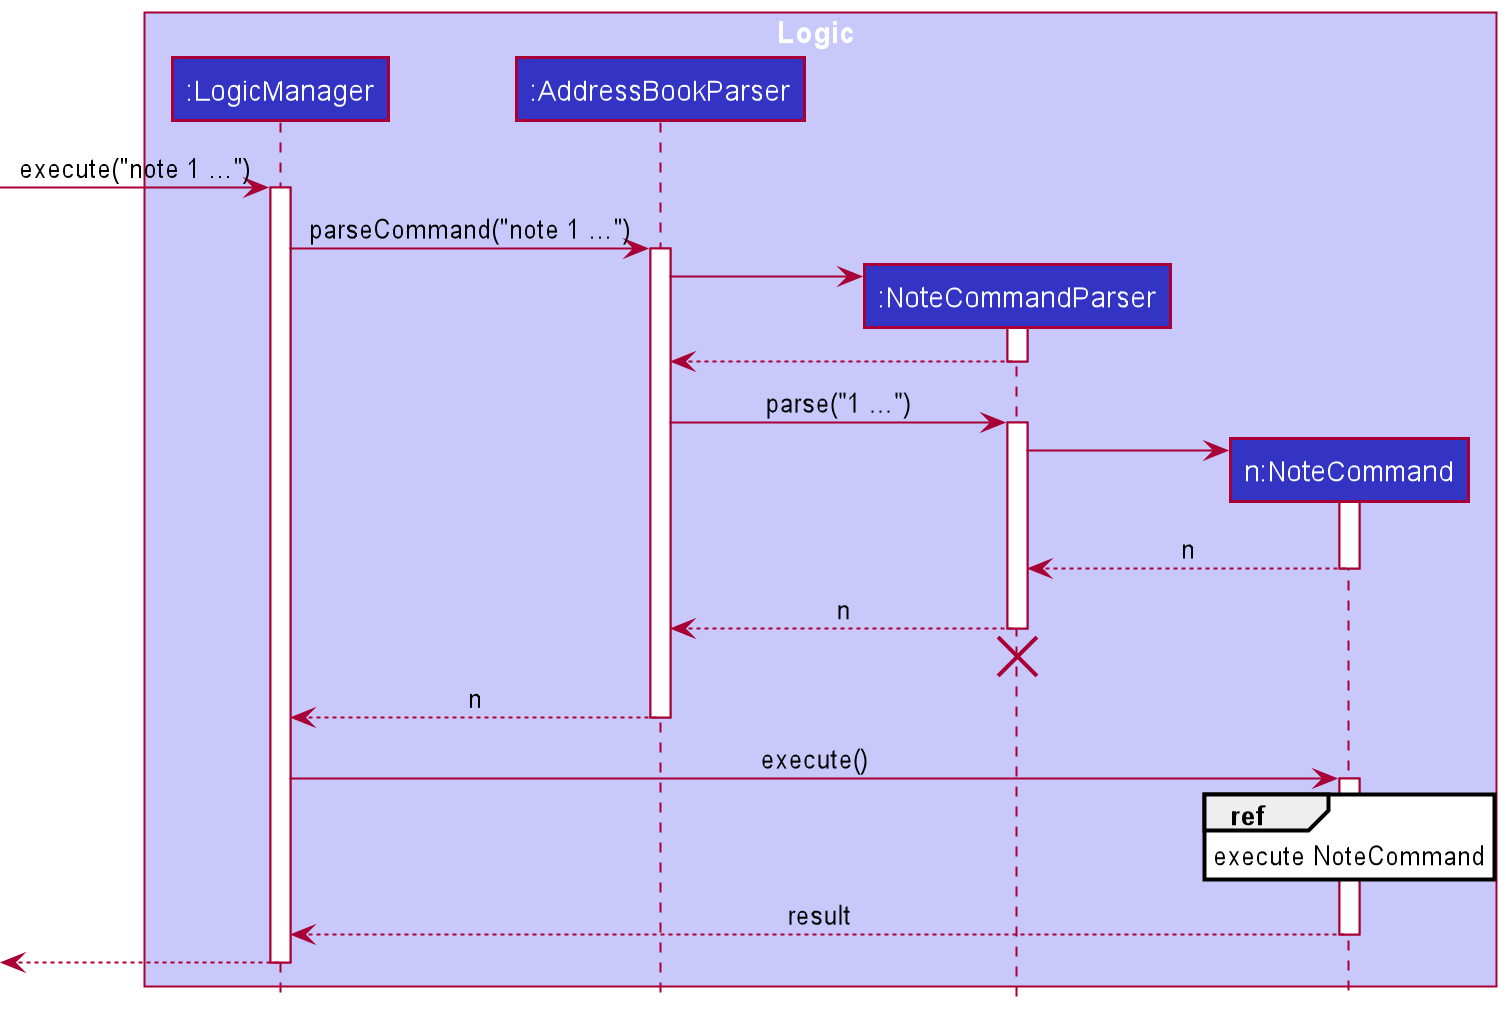 Logic
:LogicManager
:AddressBookParser
execute("note 1 ...")
parseCommand("note 1 ...")
:NoteCommandParser
parse("1 ...")
n:NoteCommand
n
n
n
execute()
ref
execute NoteCommand
result